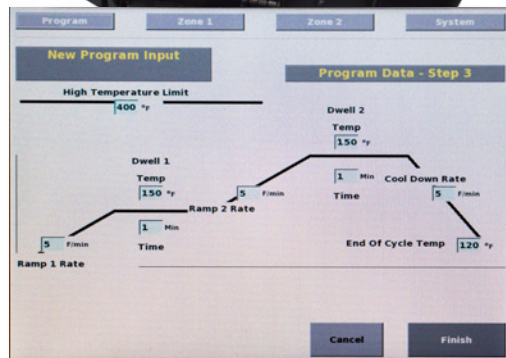 Program Zone 1 Zone 2 System
New Program Input
Program Data - Step 3
High Temperature Limit
400 °F
Dwell 2
Temp
150 °F
Dwell 1
Temp
150 °F
1 Min
Time
Cool Down Rate
5 F/min
5 F/min
Ramp 2 Rate
1 Min
Time
5 F/min
Ramp 1 Rate
End Of Cycle Temp 120 °F
Cancel Finish